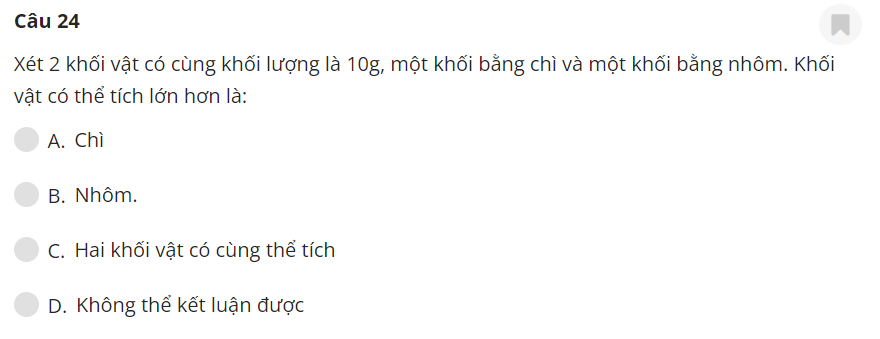 Câu 24
Xét 2 khối vật có cùng khối lượng là 10g, một khối bằng chì và một khối bằng nhôm. Khối
vật có thể tích lớn hơn là:
A. Chì
B. Nhôm.
C. Hai khối vật có cùng thể tích
D. Không thể kết luận được